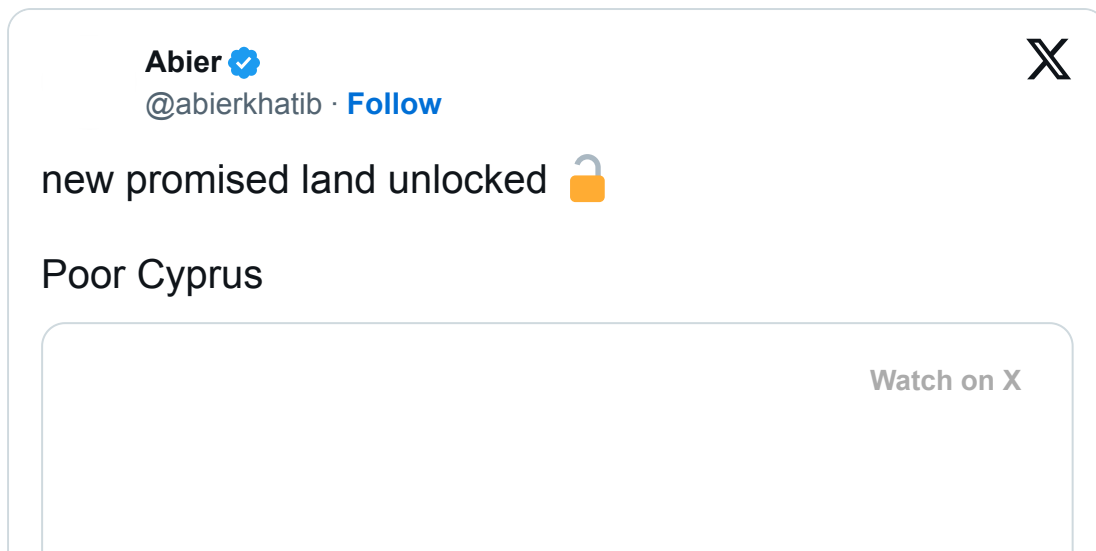 Abier
@abierkhatib · Follow
new promised land unlocked 🔓
Poor Cyprus
Watch on X